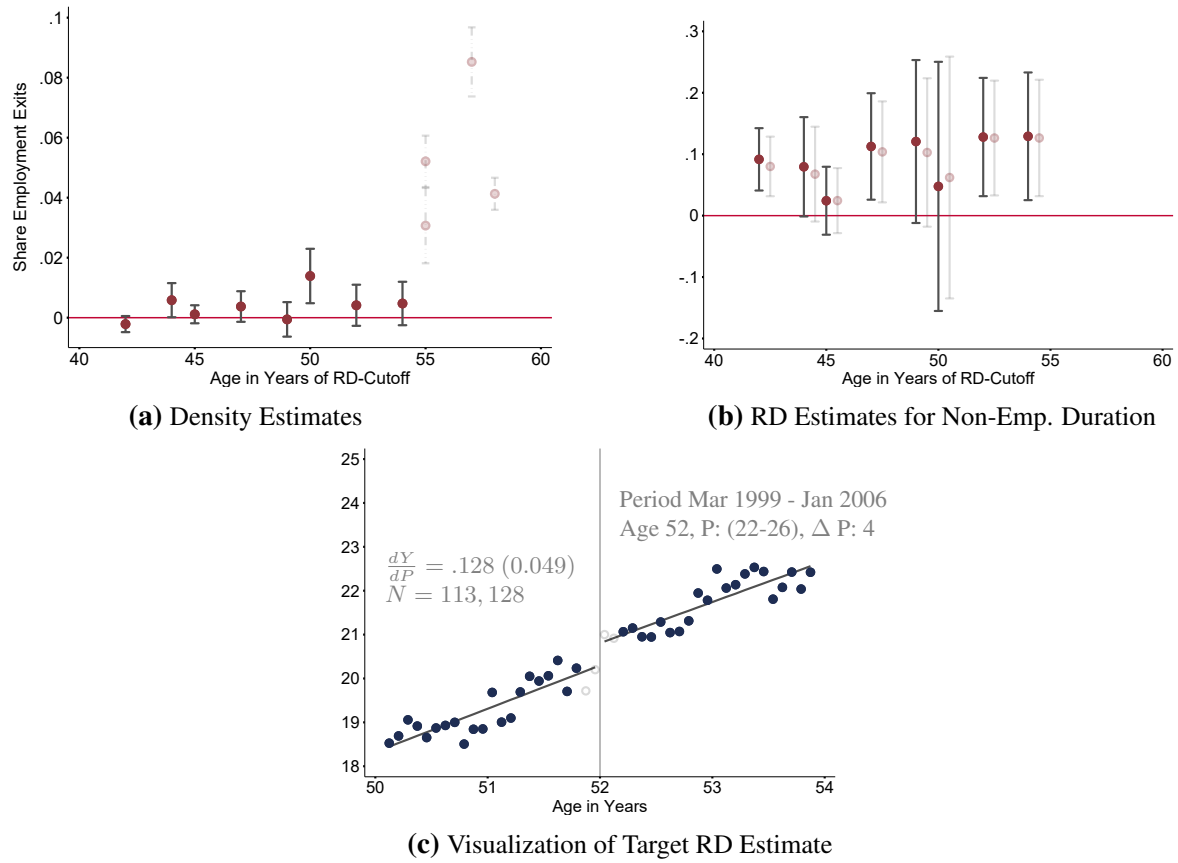 .1
.08
.06
.04
.02
0
Share Employment Exits
40 45 50 55 60
Age in Years of RD-Cutoff
(a) Density Estimates
.3
.2
.1
0
-.1
-.2
40 45 50 55 60
Age in Years of RD-Cutoff
(b) RD Estimates for Non-Emp. Duration
25
24
23
22
21
20
19
18
Period Mar 1999 - Jan 2006
Age 52, P: (22-26), Δ P: 4
dY/dP = .128 (0.049)
N = 113, 128
50 51 52 53 54
Age in Years
(c) Visualization of Target RD Estimate